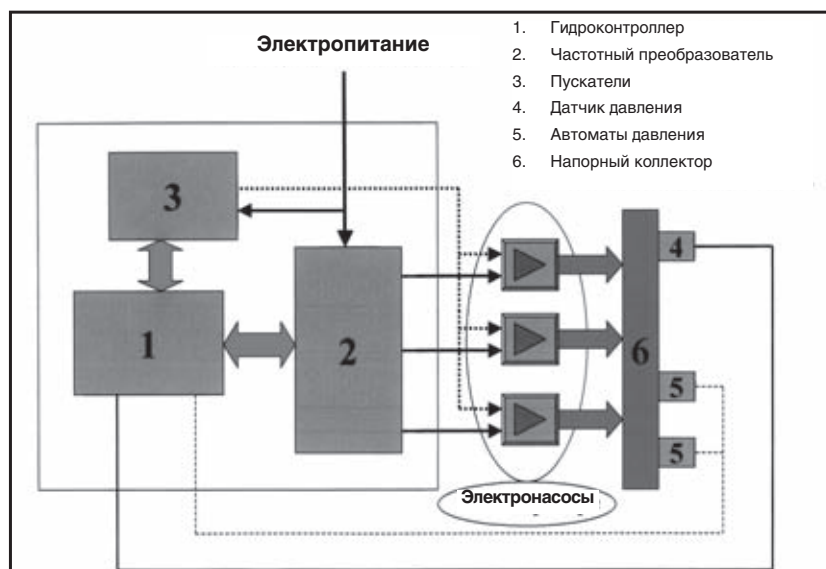 Электропитание
1. Гидроконтроллер
2. Частотный преобразователь
3. Пускатели
4. Датчик давления
5. Автоматы давления
6. Напорный коллектор
3
4
1
2
6
5
5
Электронасосы